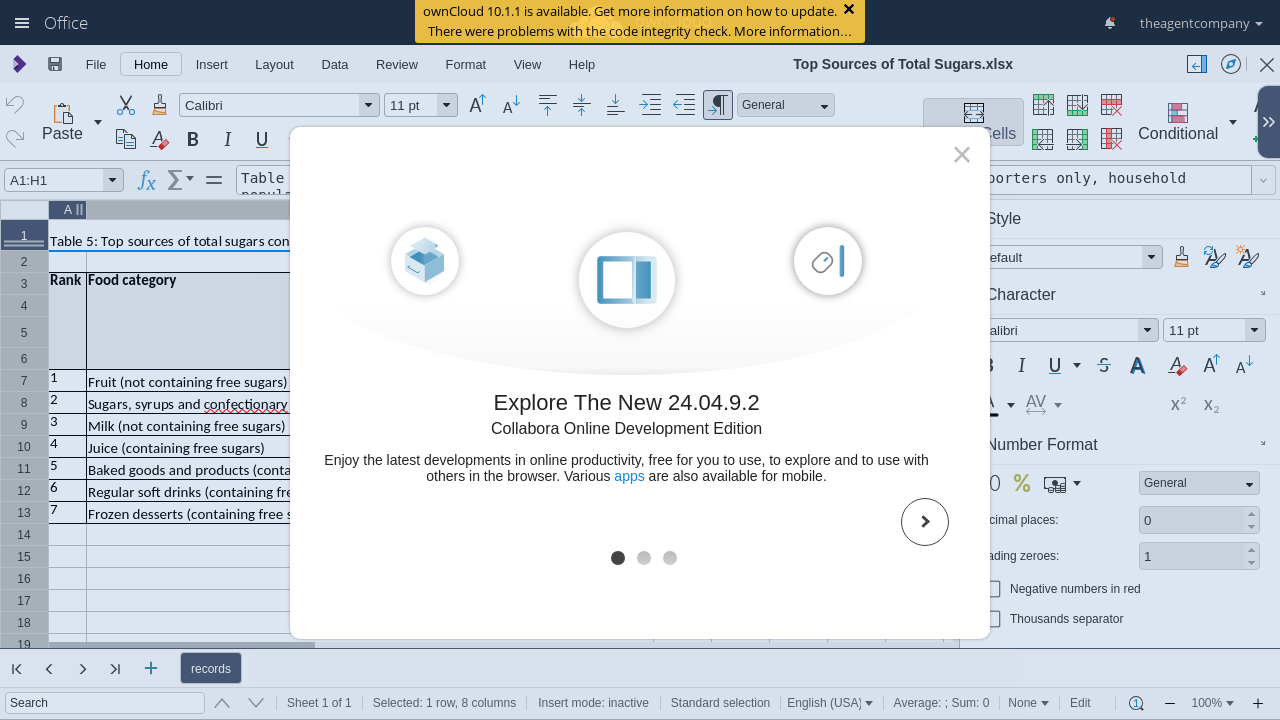 ownCloud 10.1.1 is available. Get more information on how to update.
There were problems with the code integrity check. More information…
Office
theagentcompany
File
Home
Insert
Layout
Data
Review
Format
View
Help
Top Sources of Total Sugars.xlsx
Paste
Calibri
11 pt
General
Cells
Conditional
A1:H1
Table
porters only, household
A
1
Table 5: Top sources of total sugars con
2
3
Rank
Food category
4
5
6
7
1
Fruit (not containing free sugars)
8
2
Sugars, syrups and confectionary
9
3
Milk (not containing free sugars)
10
4
Juice (containing free sugars)
11
5
Baked goods and products (conta
12
6
Regular soft drinks (containing fre
13
7
Frozen desserts (containing free s
14
15
16
17
18
19
Explore The New 24.04.9.2
Collabora Online Development Edition
Enjoy the latest developments in online productivity, free for you to use, to explore and to use with
others in the browser. Various apps are also available for mobile.
Style
efault
Character
alibri
11 pt
Number Format
General
cimal places:
0
ading zeroes:
1
Negative numbers in red
Thousands separator
records
Search
Sheet 1 of 1
Selected: 1 row, 8 columns
Insert mode: inactive
Standard selection
English (USA)
Average: ; Sum: 0
None
Edit
100%